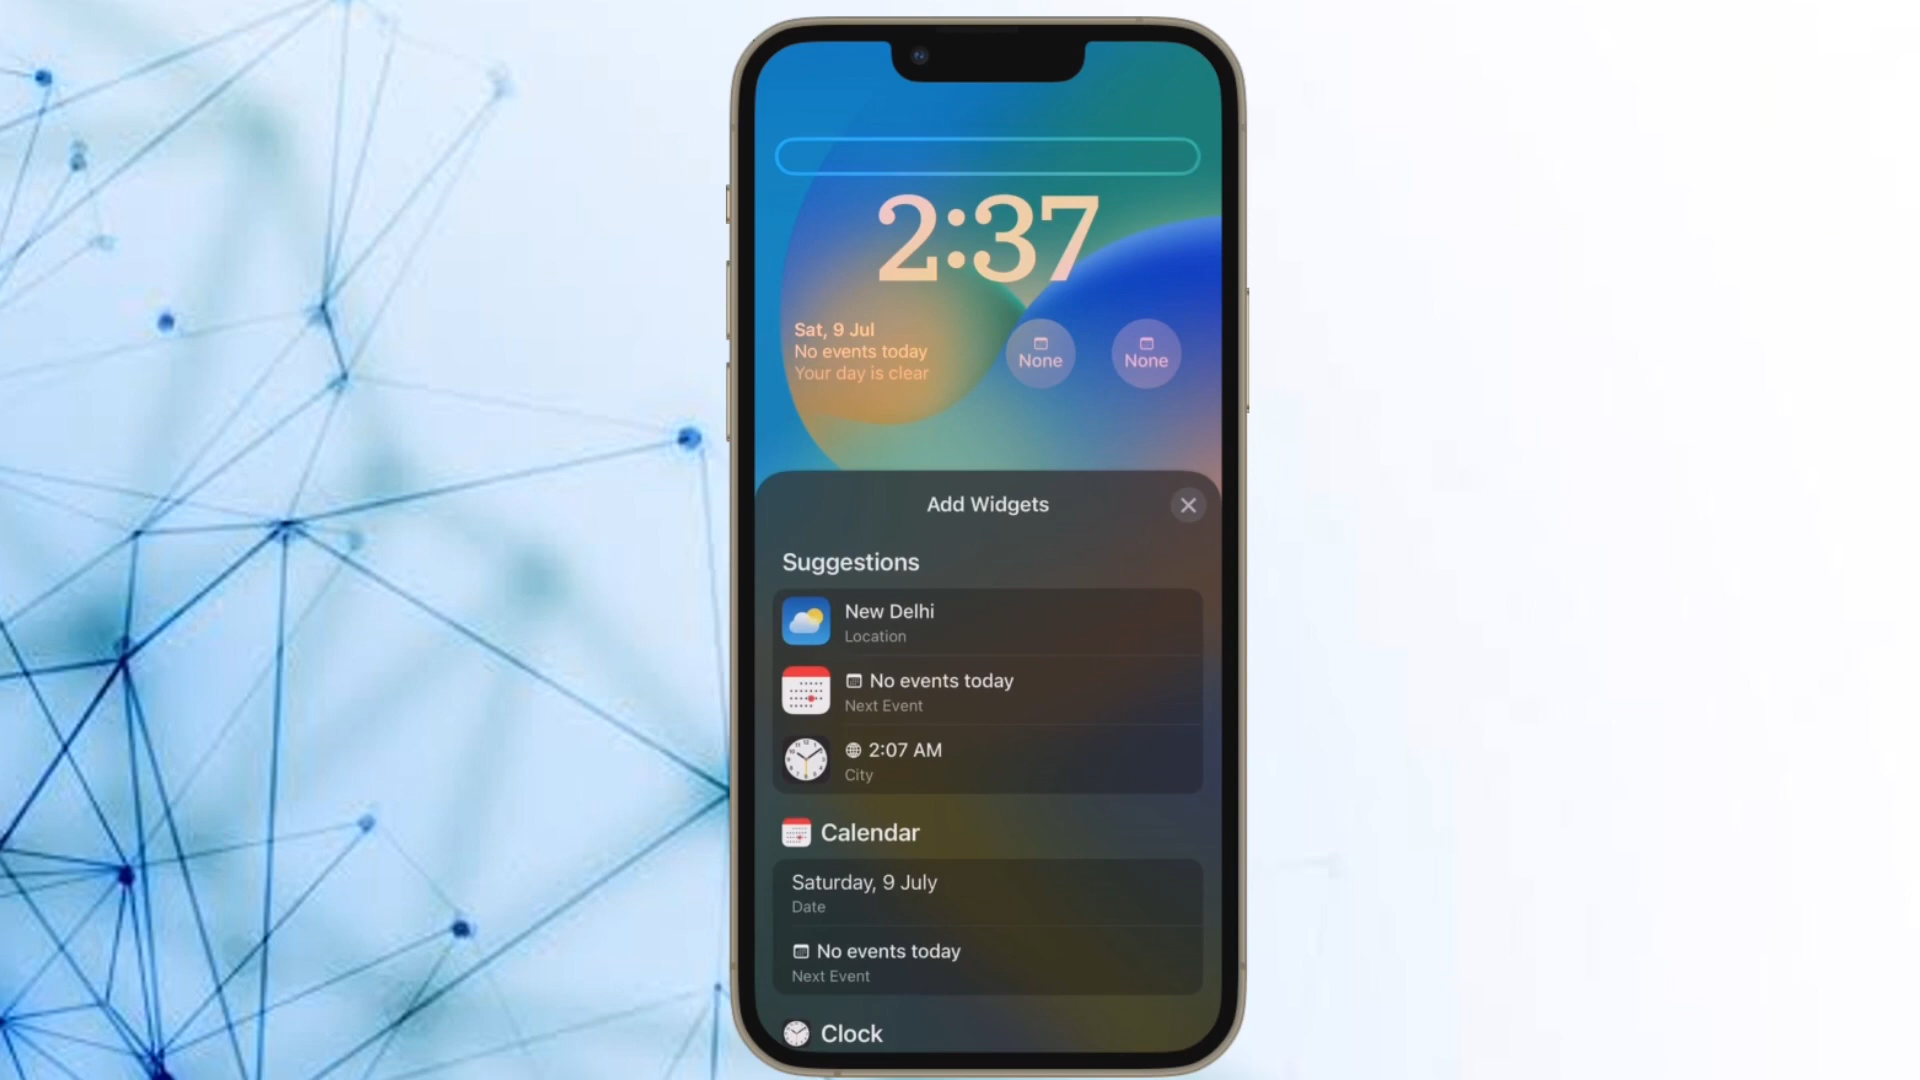 2:37
Sat, 9 Jul
No events today
Your day is clear
None
None
Add Widgets
Suggestions
New Delhi
Location
No events today
Next Event
2:07 AM
City
Calendar
Saturday, 9 July
Date
No events today
Next Event
Clock